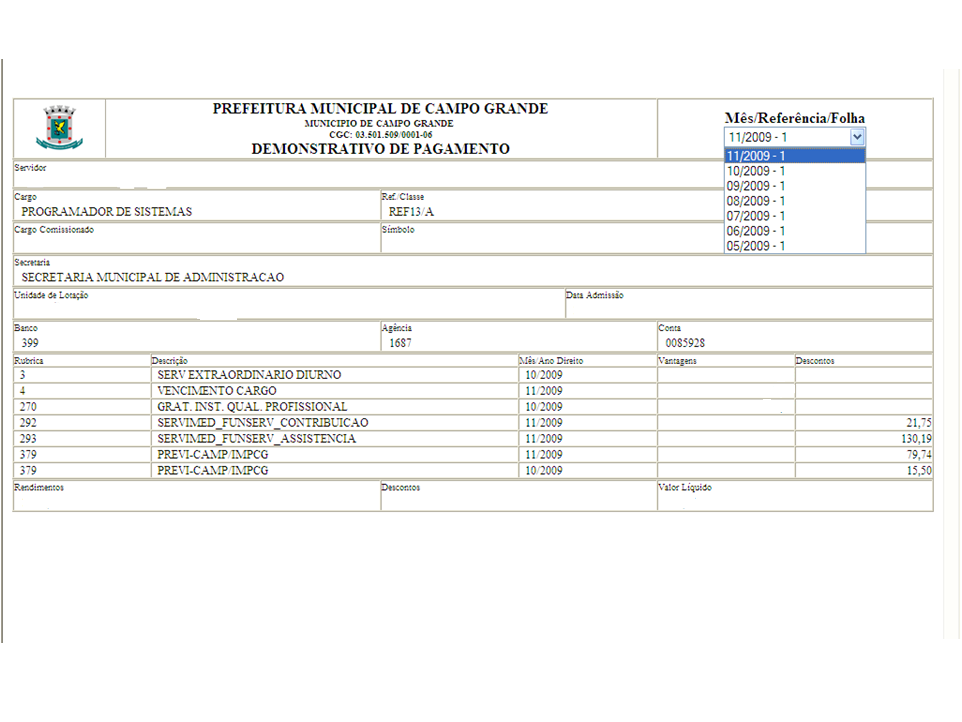 PREFEITURA MUNICIPAL DE CAMPO GRANDE
MUNICIPIO DE CAMPO GRANDE
CGC: 03.501.509/0001-06
DEMONSTRATIVO DE PAGAMENTO
Mês/Referência/Folha
11/2009 - 1
11/2009 - 1
10/2009 - 1
09/2009 - 1
08/2009 - 1
07/2009 - 1
06/2009 - 1
05/2009 - 1
Servidor
Cargo Ref./Classe
PROGRAMADOR DE SISTEMAS REF13/A
Cargo Comissionado Símbolo
Secretaria
SECRETARIA MUNICIPAL DE ADMINISTRACAO
Unidade de Lotação Data Admissão
Banco Agência Conta
399 1687 0085928
Rubrica Descrição Mês/Ano Direito Vantagens Descontos
3 SERV EXTRAORDINARIO DIURNO 10/2009
4 VENCIMENTO CARGO 11/2009
270 GRAT. INST. QUAL. PROFISSIONAL 10/2009
292 SERVIMED_FUNSERV_CONTRIBUICAO 11/2009 21,75
293 SERVIMED_FUNSERV_ASSISTENCIA 11/2009 130,19
379 PREVI-CAMP/IMPCG 11/2009 79,74
379 PREVI-CAMP/IMPCG 10/2009 15,50
Rendimentos Descontos Valor Líquido